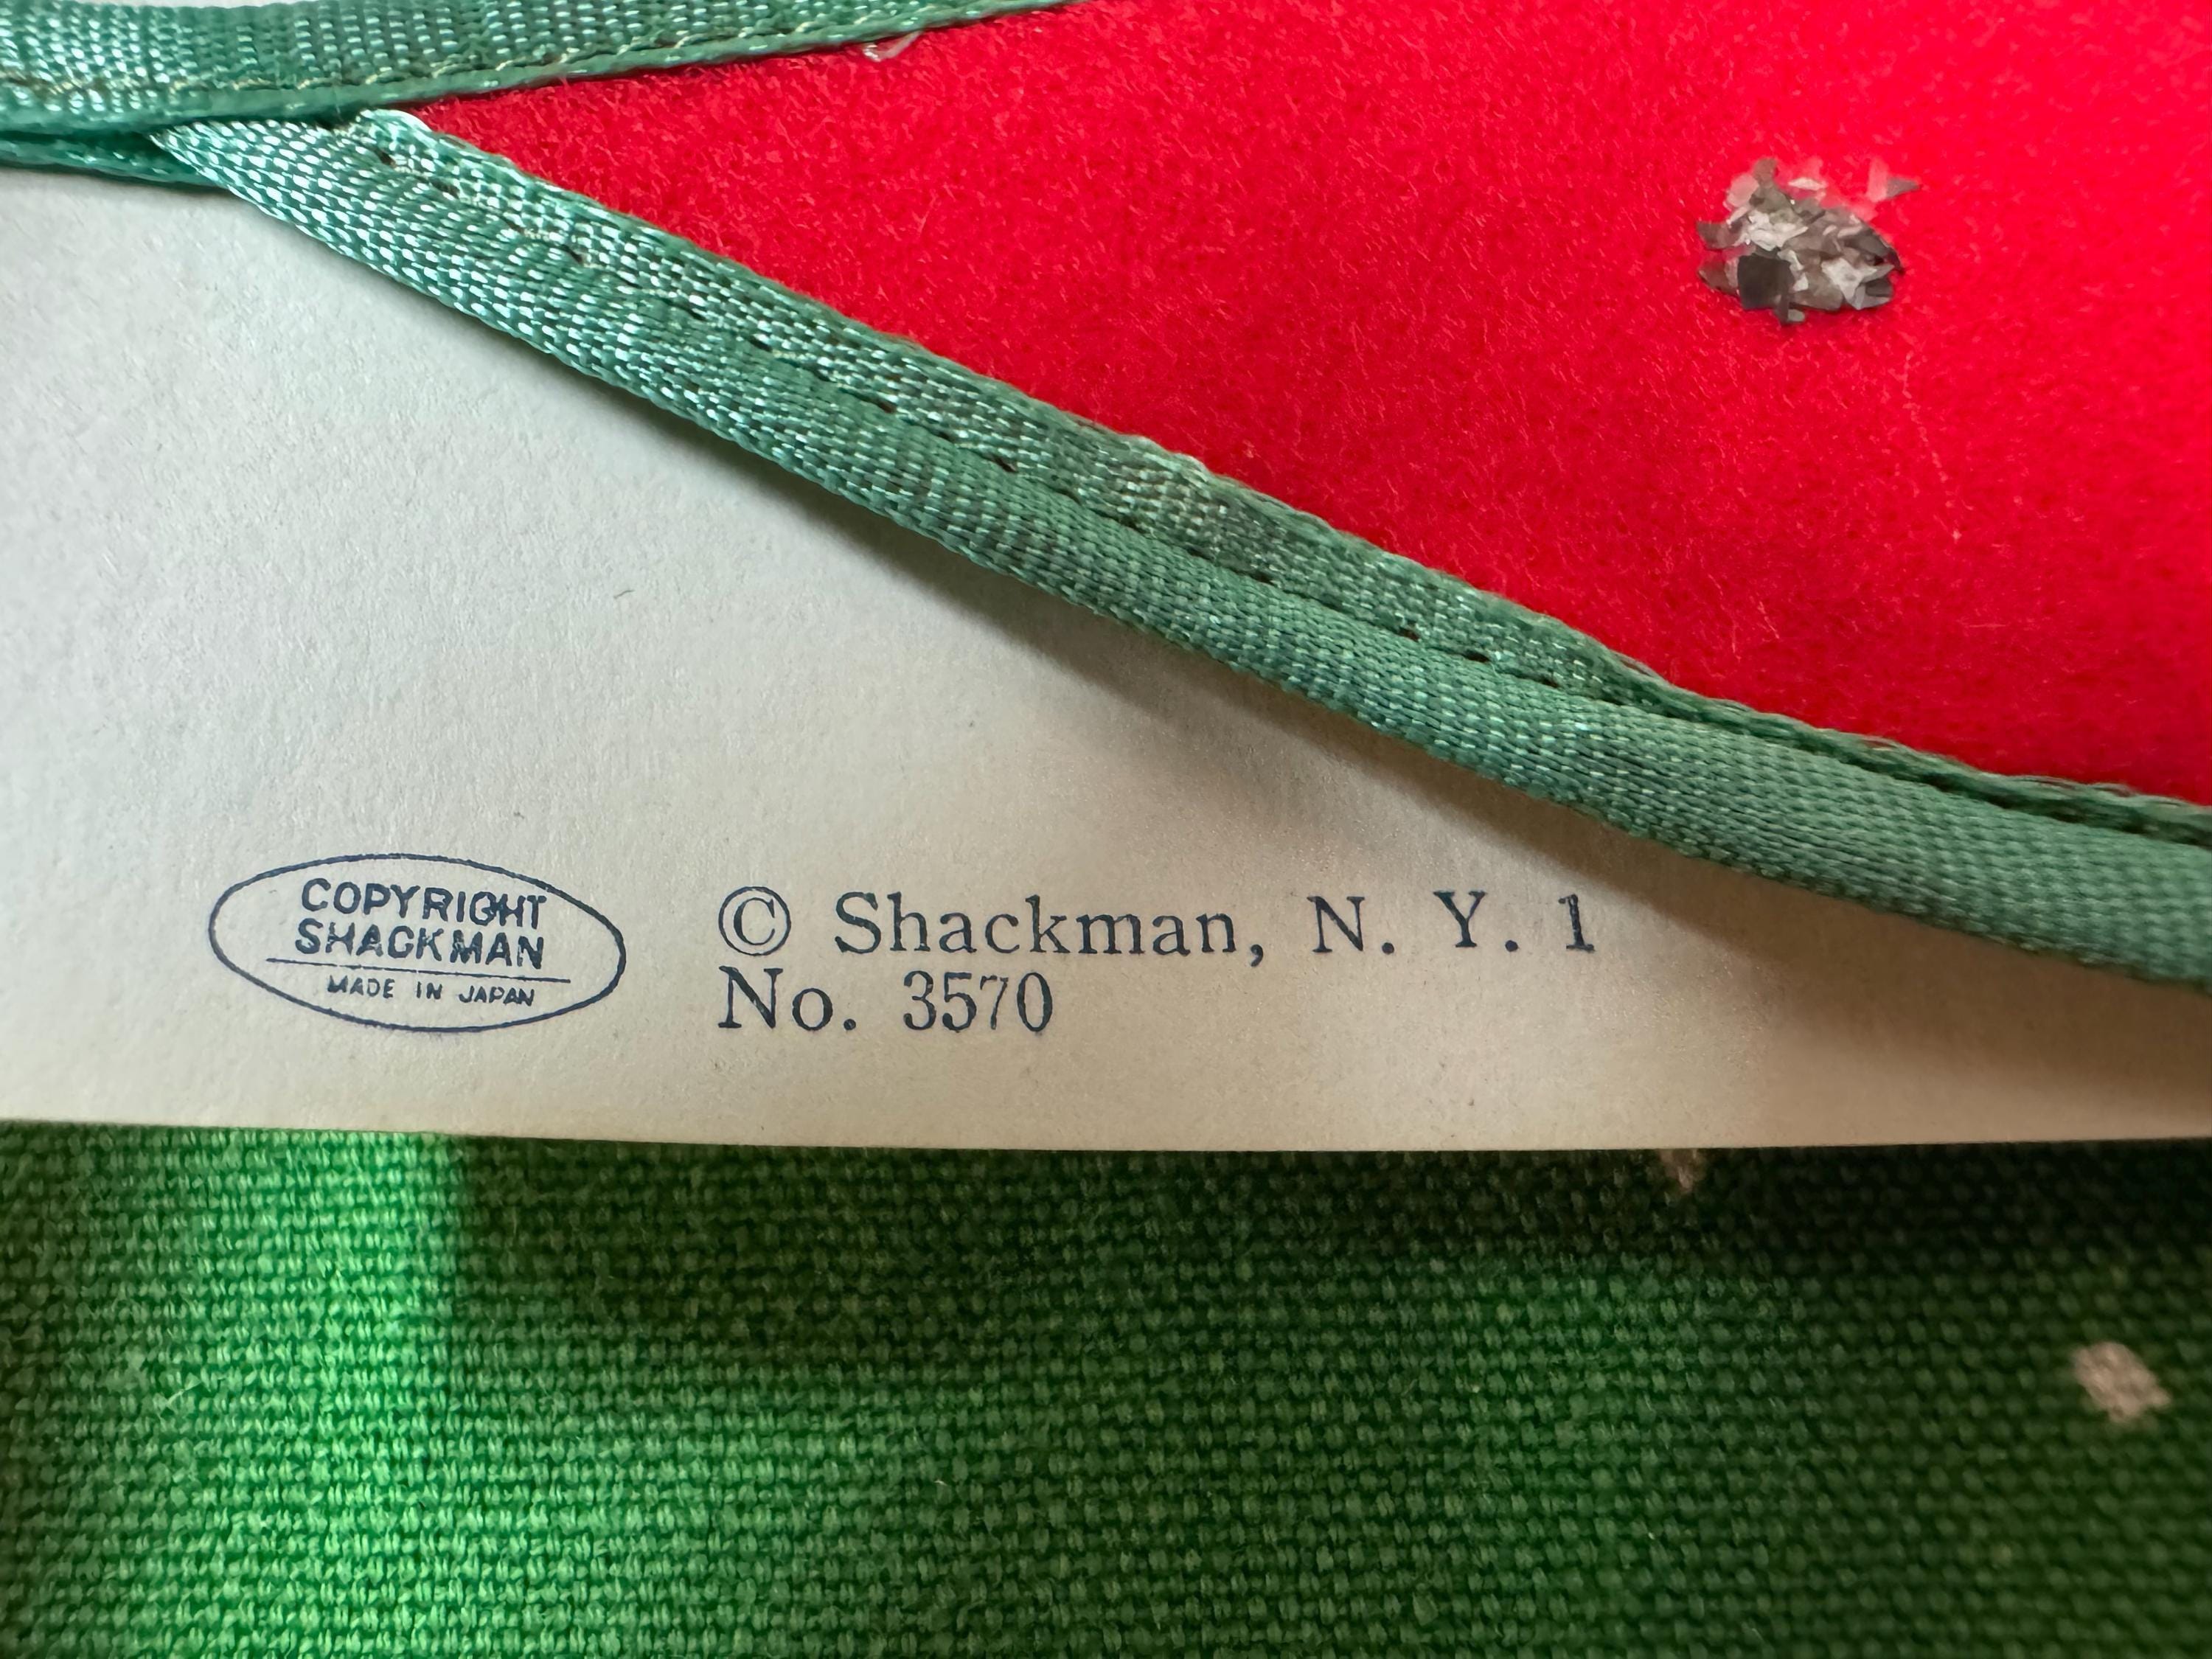 COPYRIGHT
SHACKMAN
MADE IN JAPAN
© Shackman, N. Y. 1
No. 3570